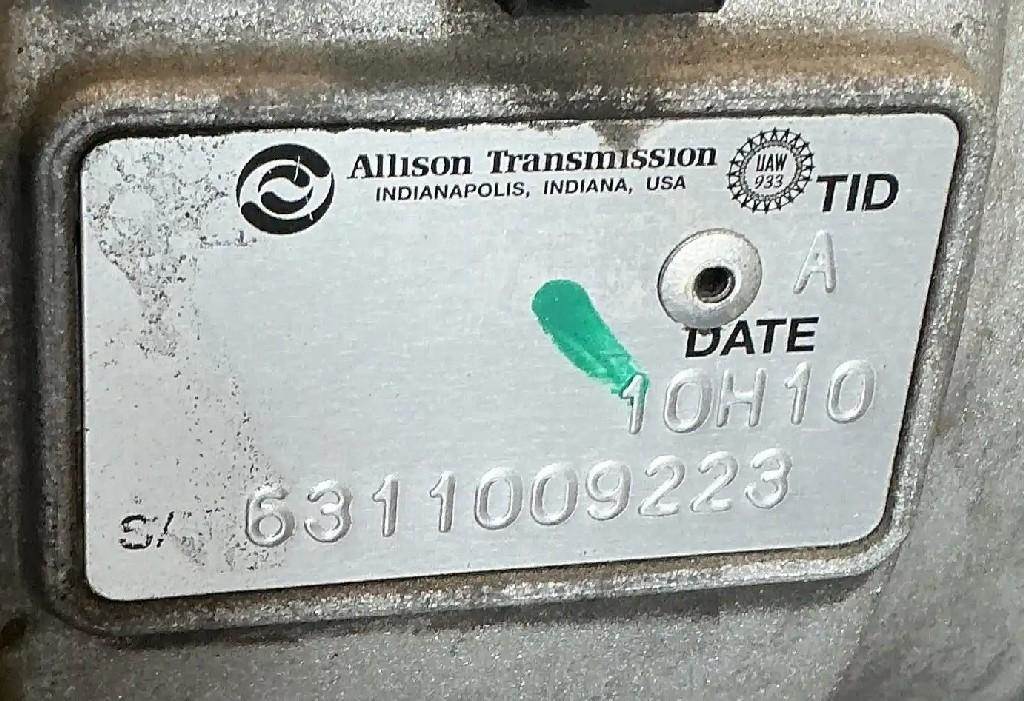 Allison Transmission
INDIANAPOLIS, INDIANA, USA
UAW
933
TID
A
DATE
10H10
S/
6311009223